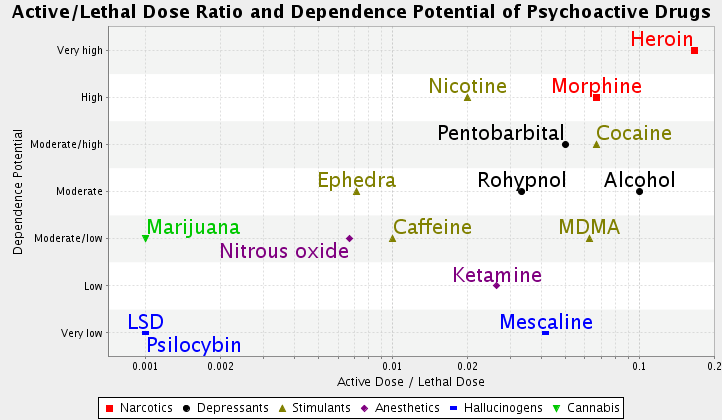 Active/Lethal Dose Ratio and Dependence Potential of Psychoactive Drugs
Dependence Potential
Very high
High
Moderate/high
Moderate
Moderate/low
Low
Very low
Heroin
Nicotine
Morphine
Pentobarbital
Cocaine
Ephedra
Rohypnol
Alcohol
Marijuana
Caffeine
MDMA
Nitrous oxide
Ketamine
LSD
Mescaline
Psilocybin
0.001
0.002
0.01
0.02
0.1
0.2
Active Dose / Lethal Dose
Narcotics
Depressants
Stimulants
Anesthetics
Hallucinogens
Cannabis